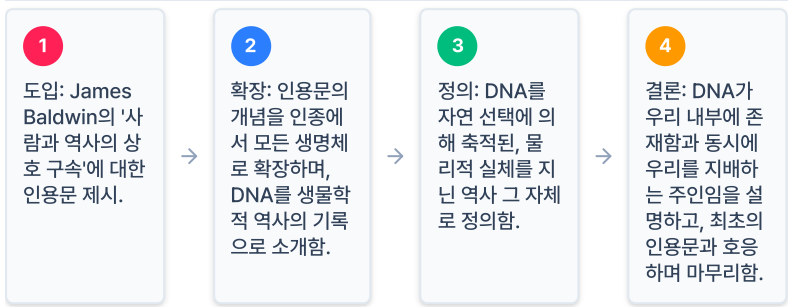 1
도입: James
Baldwin의 '사
람과 역사의 상
호 구속'에 대한
인용문 제시.
2
확장: 인용문의
개념을 인종에
서 모든 생명체
로 확장하며,
DNA를 생물학
적 역사의 기록
으로 소개함.
3
정의: DNA를
자연 선택에 의
해 축적된, 물
리적 실체를 지
닌 역사 그 자체
로 정의함.
4
결론: DNA가
우리 내부에 존
재함과 동시에
우리를 지배하
는 주인임을 설
명하고, 최초의
인용문과 호응
하며 마무리함.